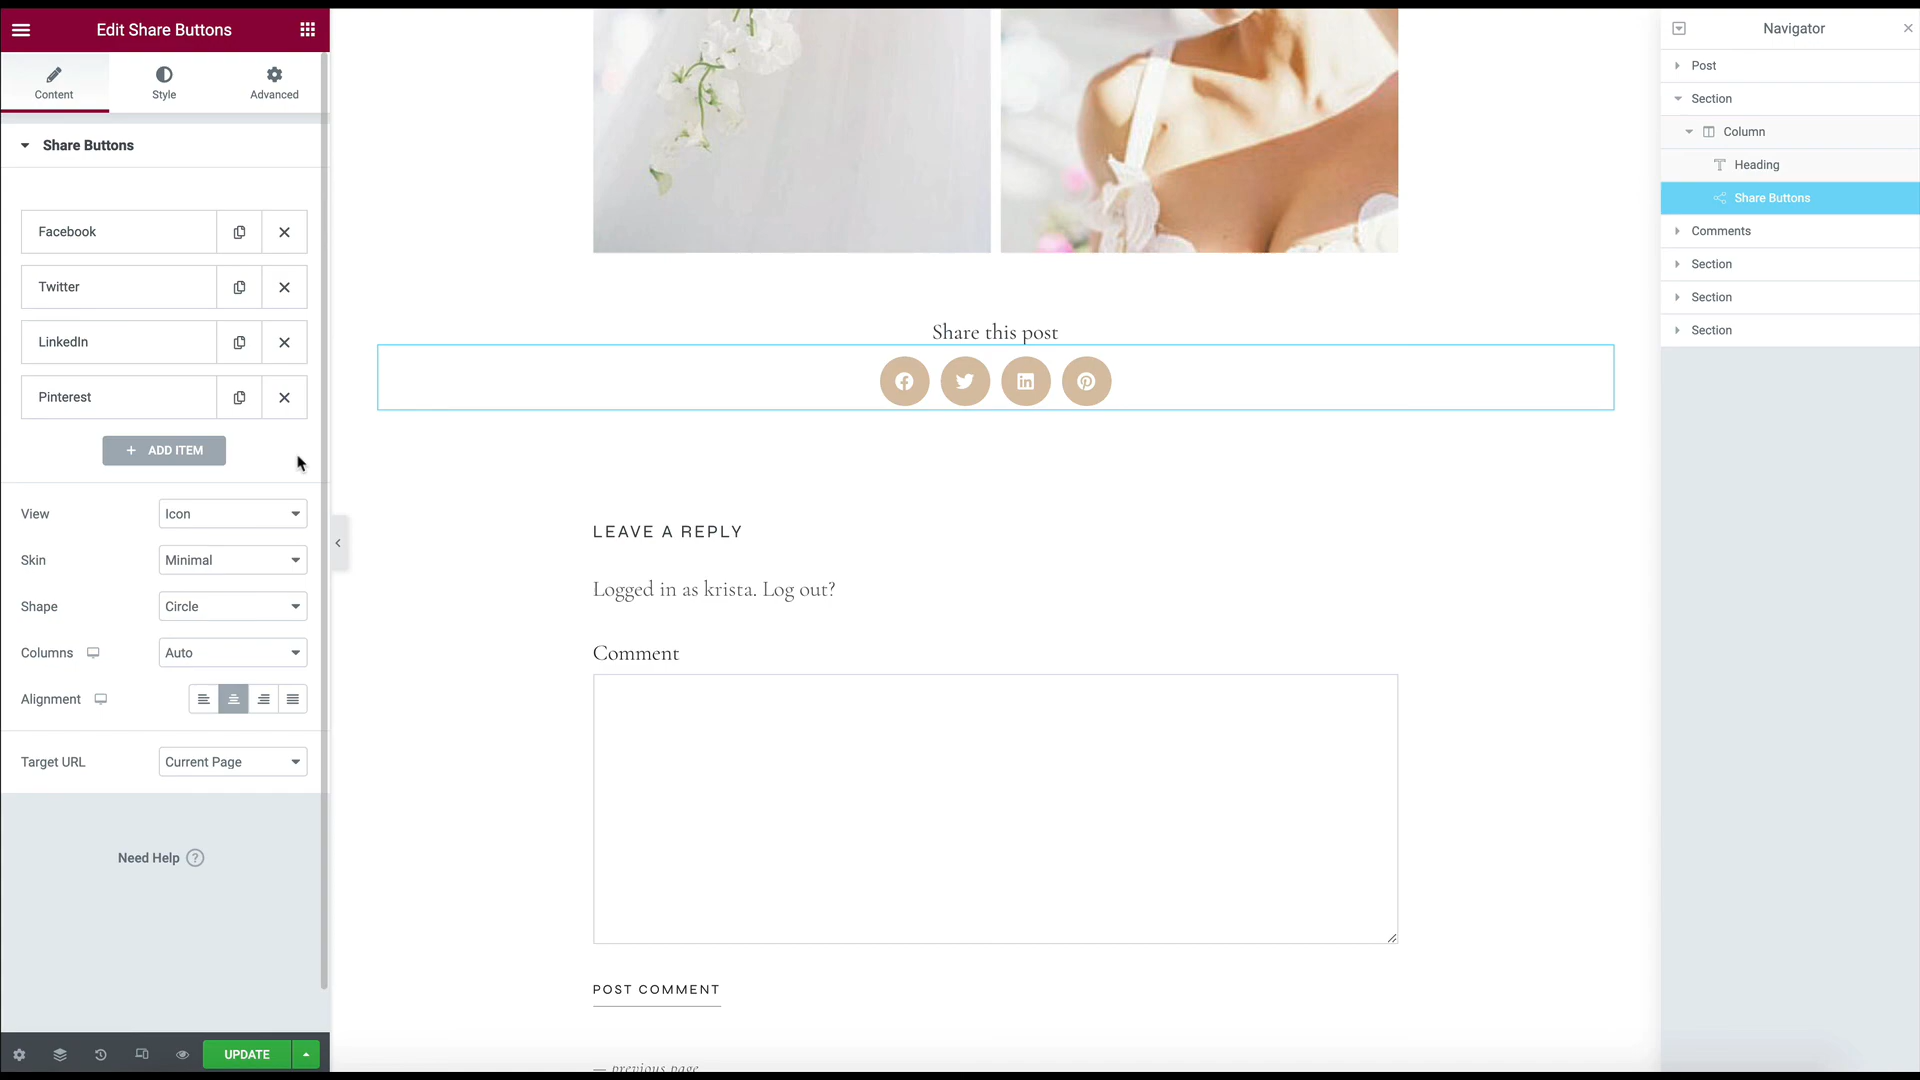 Edit Share Buttons
Content
Style
Advanced
Share Buttons
Facebook
Twitter
LinkedIn
Pinterest
+ ADD ITEM
View
Icon
Skin
Minimal
Shape
Circle
Columns
Auto
Alignment
Target URL
Current Page
Need Help ?
UPDATE
Share this post
LEAVE A REPLY
Logged in as krista. Log out?
Comment
POST COMMENT
— previous page
Navigator
Post
Section
Column
Heading
Share Buttons
Comments
Section
Section
Section